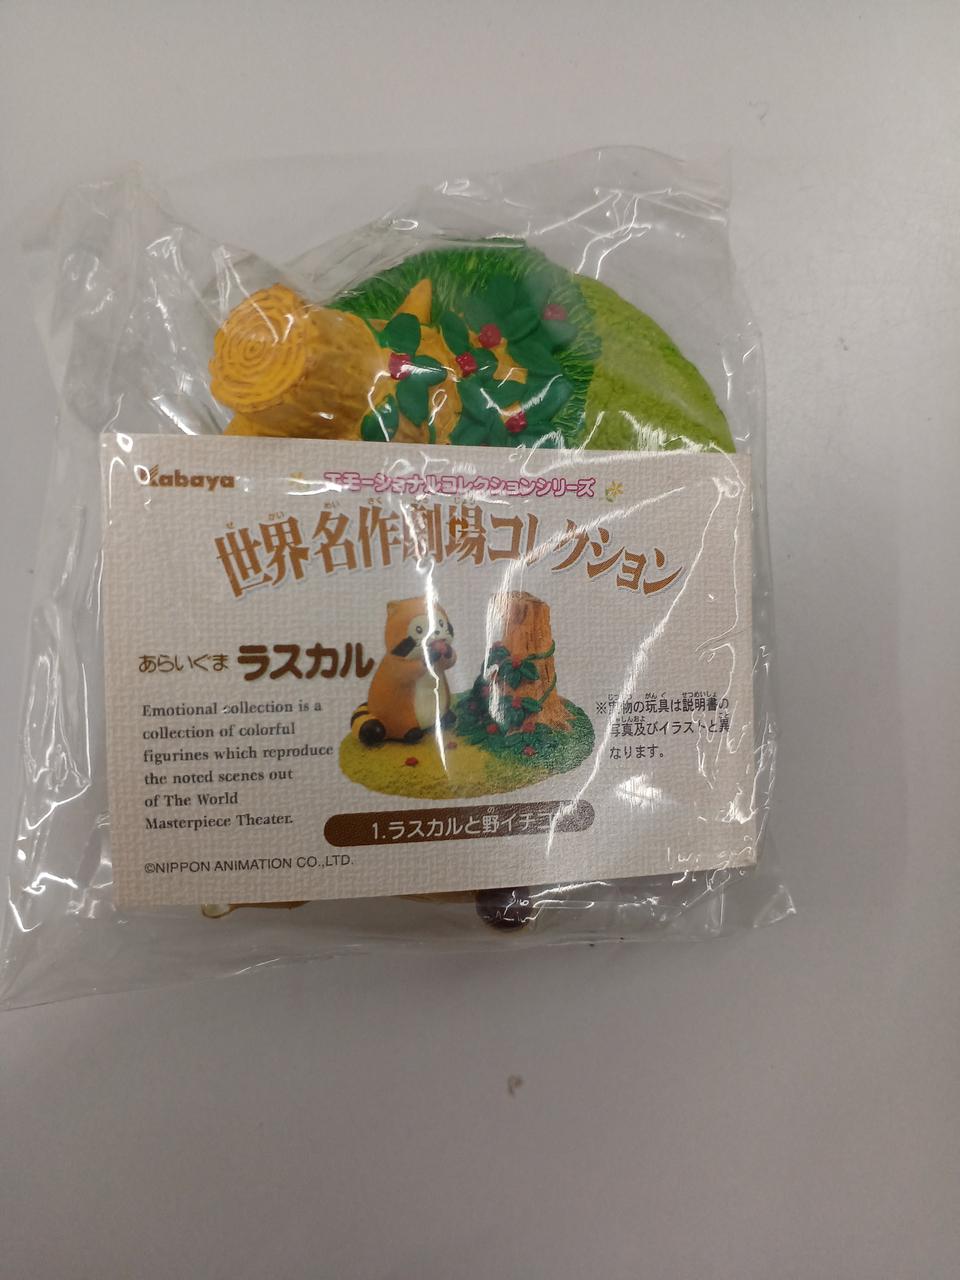 Kabaya
エモーショナルコレクションシリーズ
世界名作劇場コレクション
あらいぐま ラスカル
Emotional collection is a
collection of colorful
figurines which reproduce
the noted scenes out
of The World
Masterpiece Theater.
※実物の玩具は説明書の
写真及びイラストと異
なります。
1.ラスカルと野イチゴ
©NIPPON ANIMATION CO.,LTD.